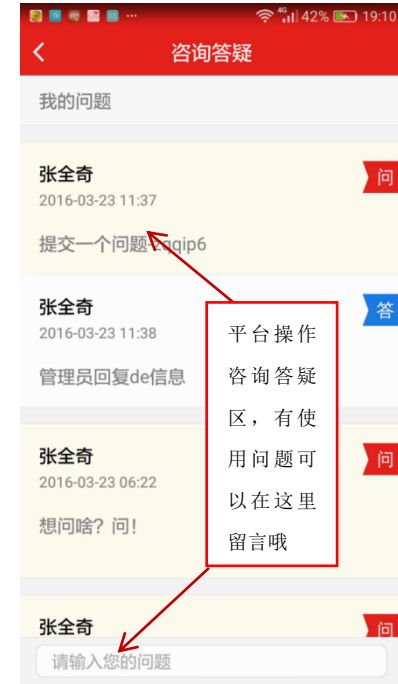 4G 42% 19:10
咨询答疑
我的问题
张全奇
问
2016-03-23 11:37
提交一个问题-zqqip6
张全奇
答
2016-03-23 11:38
管理员回复de信息
平台操作
咨询答疑
区，有使
用问题可
以在这里
留言哦
张全奇
问
2016-03-23 06:22
想问啥？问！
张全奇
问
请输入您的问题